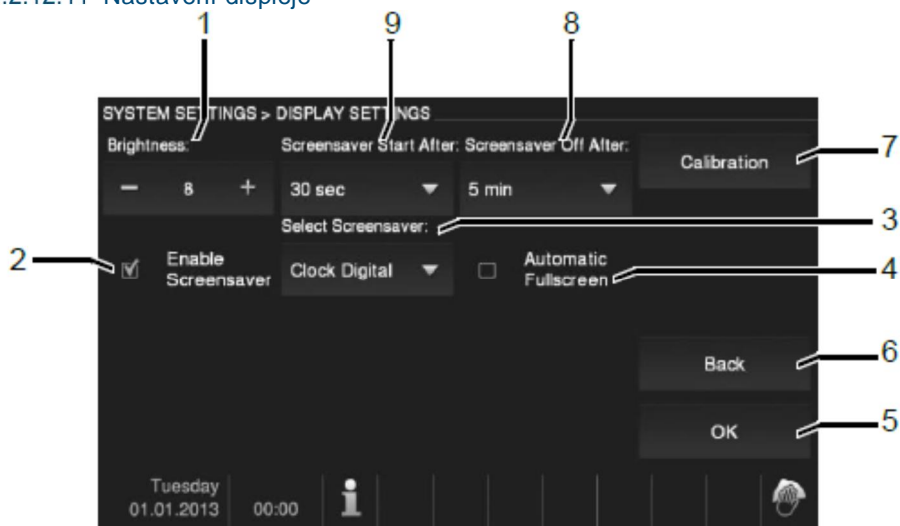 .2.12.11 Nastavení displeje
1 9 8
SYSTEM SETTINGS > DISPLAY SETTINGS
Brightness: Screensaver Start After: Screensaver Off After:
Calibration 7
− 8 + 30 sec 5 min
Select Screensaver: 3
2 Enable Screensaver Clock Digital Automatic Fullscreen 4
Back 6
OK 5
Tuesday
01.01.2013 00:00 i